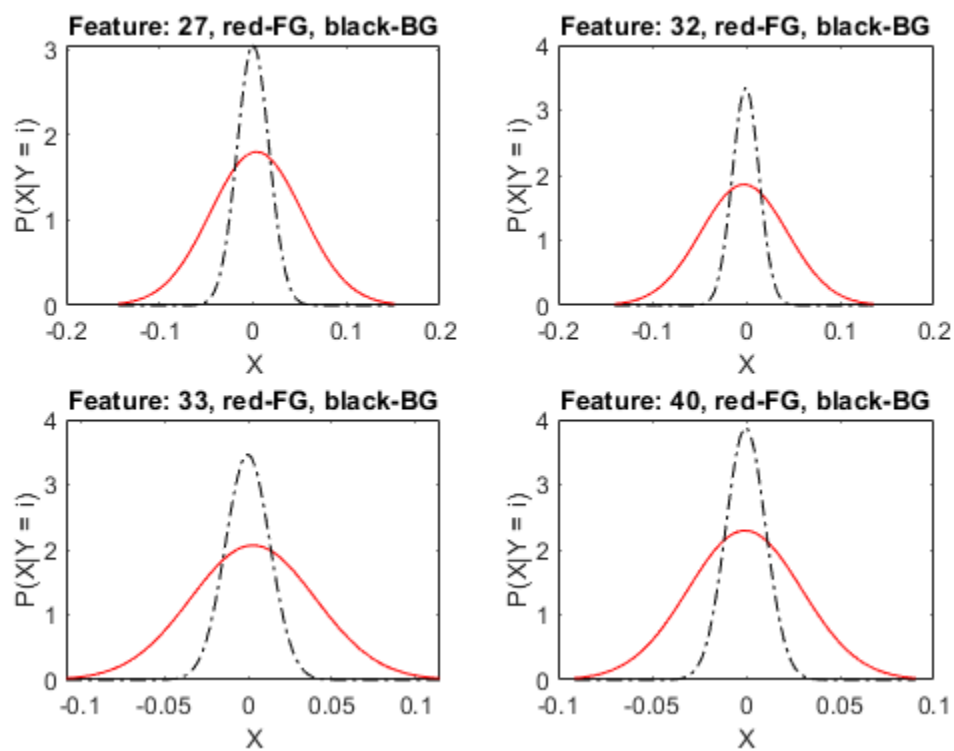 Feature: 27, red-FG, black-BG
3
2
1
0
P(X|Y = i)
-0.2 -0.1 0 0.1 0.2
X
Feature: 32, red-FG, black-BG
4
3
2
1
0
P(X|Y = i)
-0.2 -0.1 0 0.1 0.2
X
Feature: 33, red-FG, black-BG
4
3
2
1
0
P(X|Y = i)
-0.1 -0.05 0 0.05 0.1
X
Feature: 40, red-FG, black-BG
4
3
2
1
0
P(X|Y = i)
-0.1 -0.05 0 0.05 0.1
X